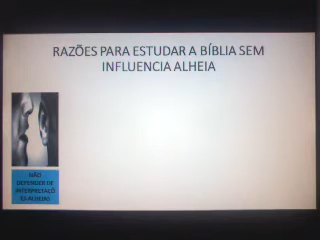 RAZÕES PARA ESTUDAR A BÍBLIA SEM
INFLUENCIA ALHEIA
NÃO
DEPENDER DE
INTERPRETAÇÕ
ES ALHEIAS